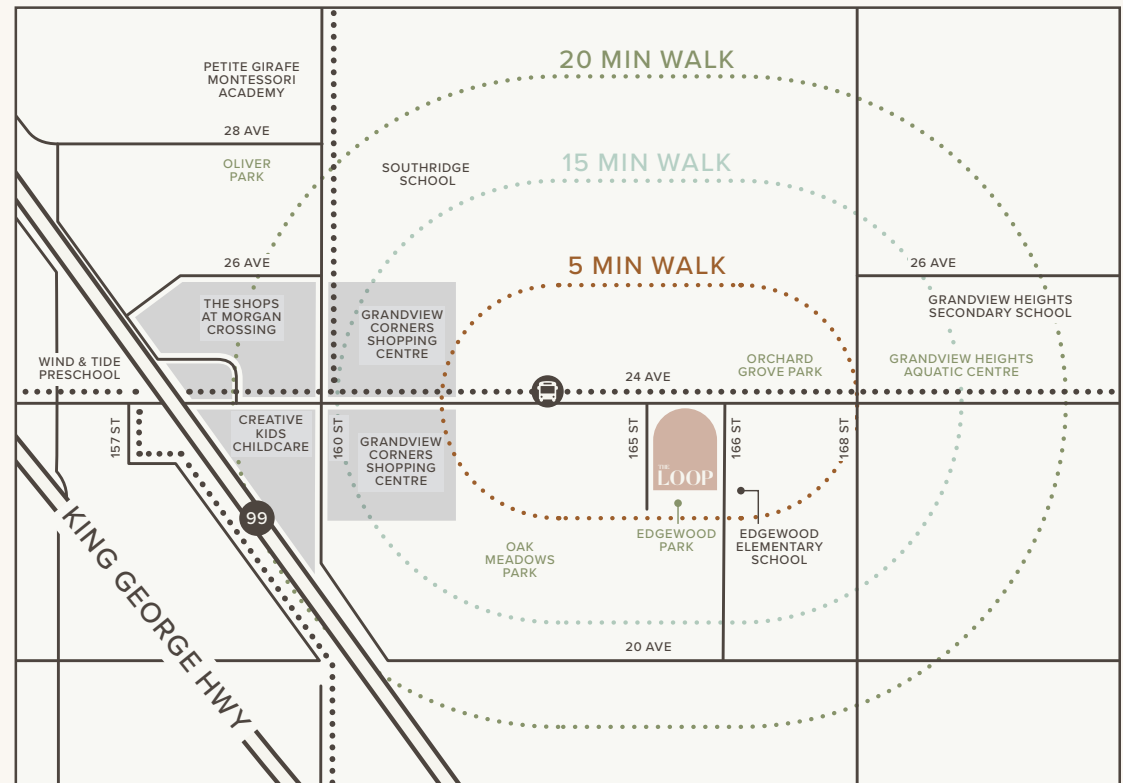 20 MIN WALK
PETITE GIRAFE
MONTESSORI
ACADEMY
28 AVE
OLIVER
PARK
SOUTHRIDGE
SCHOOL
15 MIN WALK
26 AVE
5 MIN WALK
26 AVE
THE SHOPS
AT MORGAN
CROSSING
GRANDVIEW
CORNERS
SHOPPING
CENTRE
GRANDVIEW HEIGHTS
SECONDARY SCHOOL
WIND & TIDE
PRESCHOOL
24 AVE
ORCHARD
GROVE PARK
GRANDVIEW HEIGHTS
AQUATIC CENTRE
157 ST
CREATIVE
KIDS
CHILDCARE
160 ST
GRANDVIEW
CORNERS
SHOPPING
CENTRE
165 ST
THE
LOOP
166 ST
168 ST
99
OAK
MEADOWS
PARK
EDGEWOOD
PARK
EDGEWOOD
ELEMENTARY
SCHOOL
KING GEORGE HWY
20 AVE